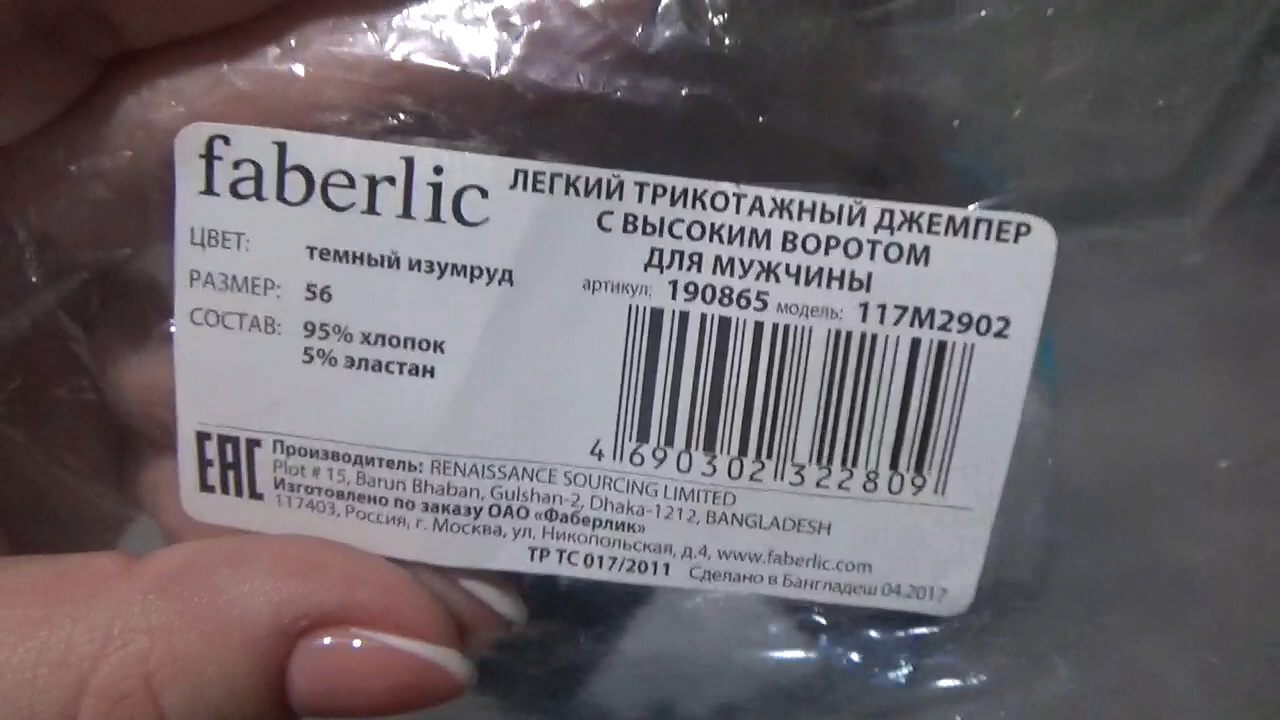 faberlic
ЛЕГКИЙ ТРИКОТАЖНЫЙ ДЖЕМПЕР
С ВЫСОКИМ ВОРОТОМ
ДЛЯ МУЖЧИНЫ
артикул: 190865 модель: 117M2902
ЦВЕТ: темный изумруд
РАЗМЕР: 56
СОСТАВ: 95% хлопок
5% эластан
4 690302 322809
EAC
Производитель: RENAISSANCE SOURCING LIMITED
Plot # 15, Barun Bhaban, Gulshan-2, Dhaka-1212, BANGLADESH
Изготовлено по заказу ОАО «Фаберлик»
117403, Россия, г. Москва, ул. Никопольская, д.4, www.faberlic.com
ТР ТС 017/2011 Сделано в Бангладеш 04.2017